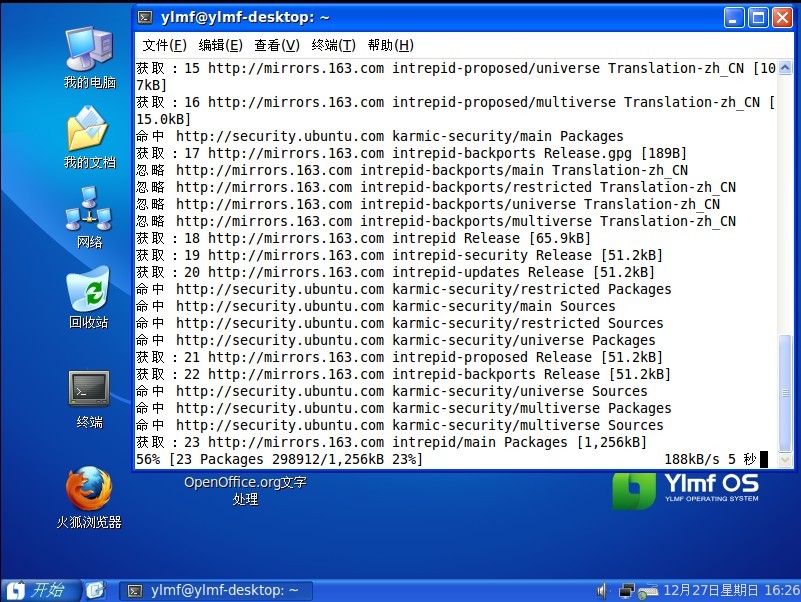 ylmf@ylmf-desktop: ~
文件(F) 编辑(E) 查看(V) 终端(T) 帮助(H)
获取：15 http://mirrors.163.com intrepid-proposed/universe Translation-zh_CN [10
7kB]
获取：16 http://mirrors.163.com intrepid-proposed/multiverse Translation-zh_CN [
15.0kB]
命中 http://security.ubuntu.com karmic-security/main Packages
获取：17 http://mirrors.163.com intrepid-backports Release.gpg [189B]
忽略 http://mirrors.163.com intrepid-backports/main Translation-zh_CN
忽略 http://mirrors.163.com intrepid-backports/restricted Translation-zh_CN
忽略 http://mirrors.163.com intrepid-backports/universe Translation-zh_CN
忽略 http://mirrors.163.com intrepid-backports/multiverse Translation-zh_CN
获取：18 http://mirrors.163.com intrepid Release [65.9kB]
获取：19 http://mirrors.163.com intrepid-security Release [51.2kB]
获取：20 http://mirrors.163.com intrepid-updates Release [51.2kB]
命中 http://security.ubuntu.com karmic-security/restricted Packages
命中 http://security.ubuntu.com karmic-security/main Sources
命中 http://security.ubuntu.com karmic-security/restricted Sources
命中 http://security.ubuntu.com karmic-security/universe Packages
获取：21 http://mirrors.163.com intrepid-proposed Release [51.2kB]
获取：22 http://mirrors.163.com intrepid-backports Release [51.2kB]
命中 http://security.ubuntu.com karmic-security/universe Sources
命中 http://security.ubuntu.com karmic-security/multiverse Packages
命中 http://security.ubuntu.com karmic-security/multiverse Sources
获取：23 http://mirrors.163.com intrepid/main Packages [1,256kB]
56% [23 Packages 298912/1,256kB 23%] 188kB/s 5 秒
我的电脑
我的文档
网络
回收站
终端
火狐浏览器
OpenOffice.org文字
处理
Ylmf OS
YLMF OPERATING SYSTEM
开始
ylmf@ylmf-desktop: ~
12月27日星期日 16:26